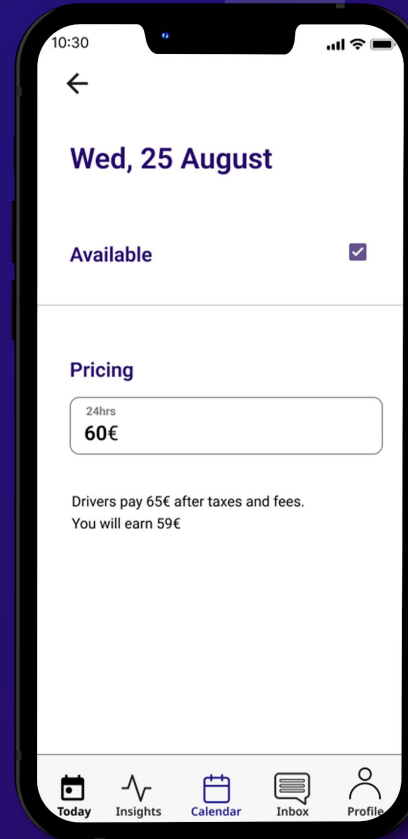 10:30
Wed, 25 August
Available
Pricing
24hrs
60€
Drivers pay 65€ after taxes and fees.
You will earn 59€
Today Insights Calendar Inbox Profile